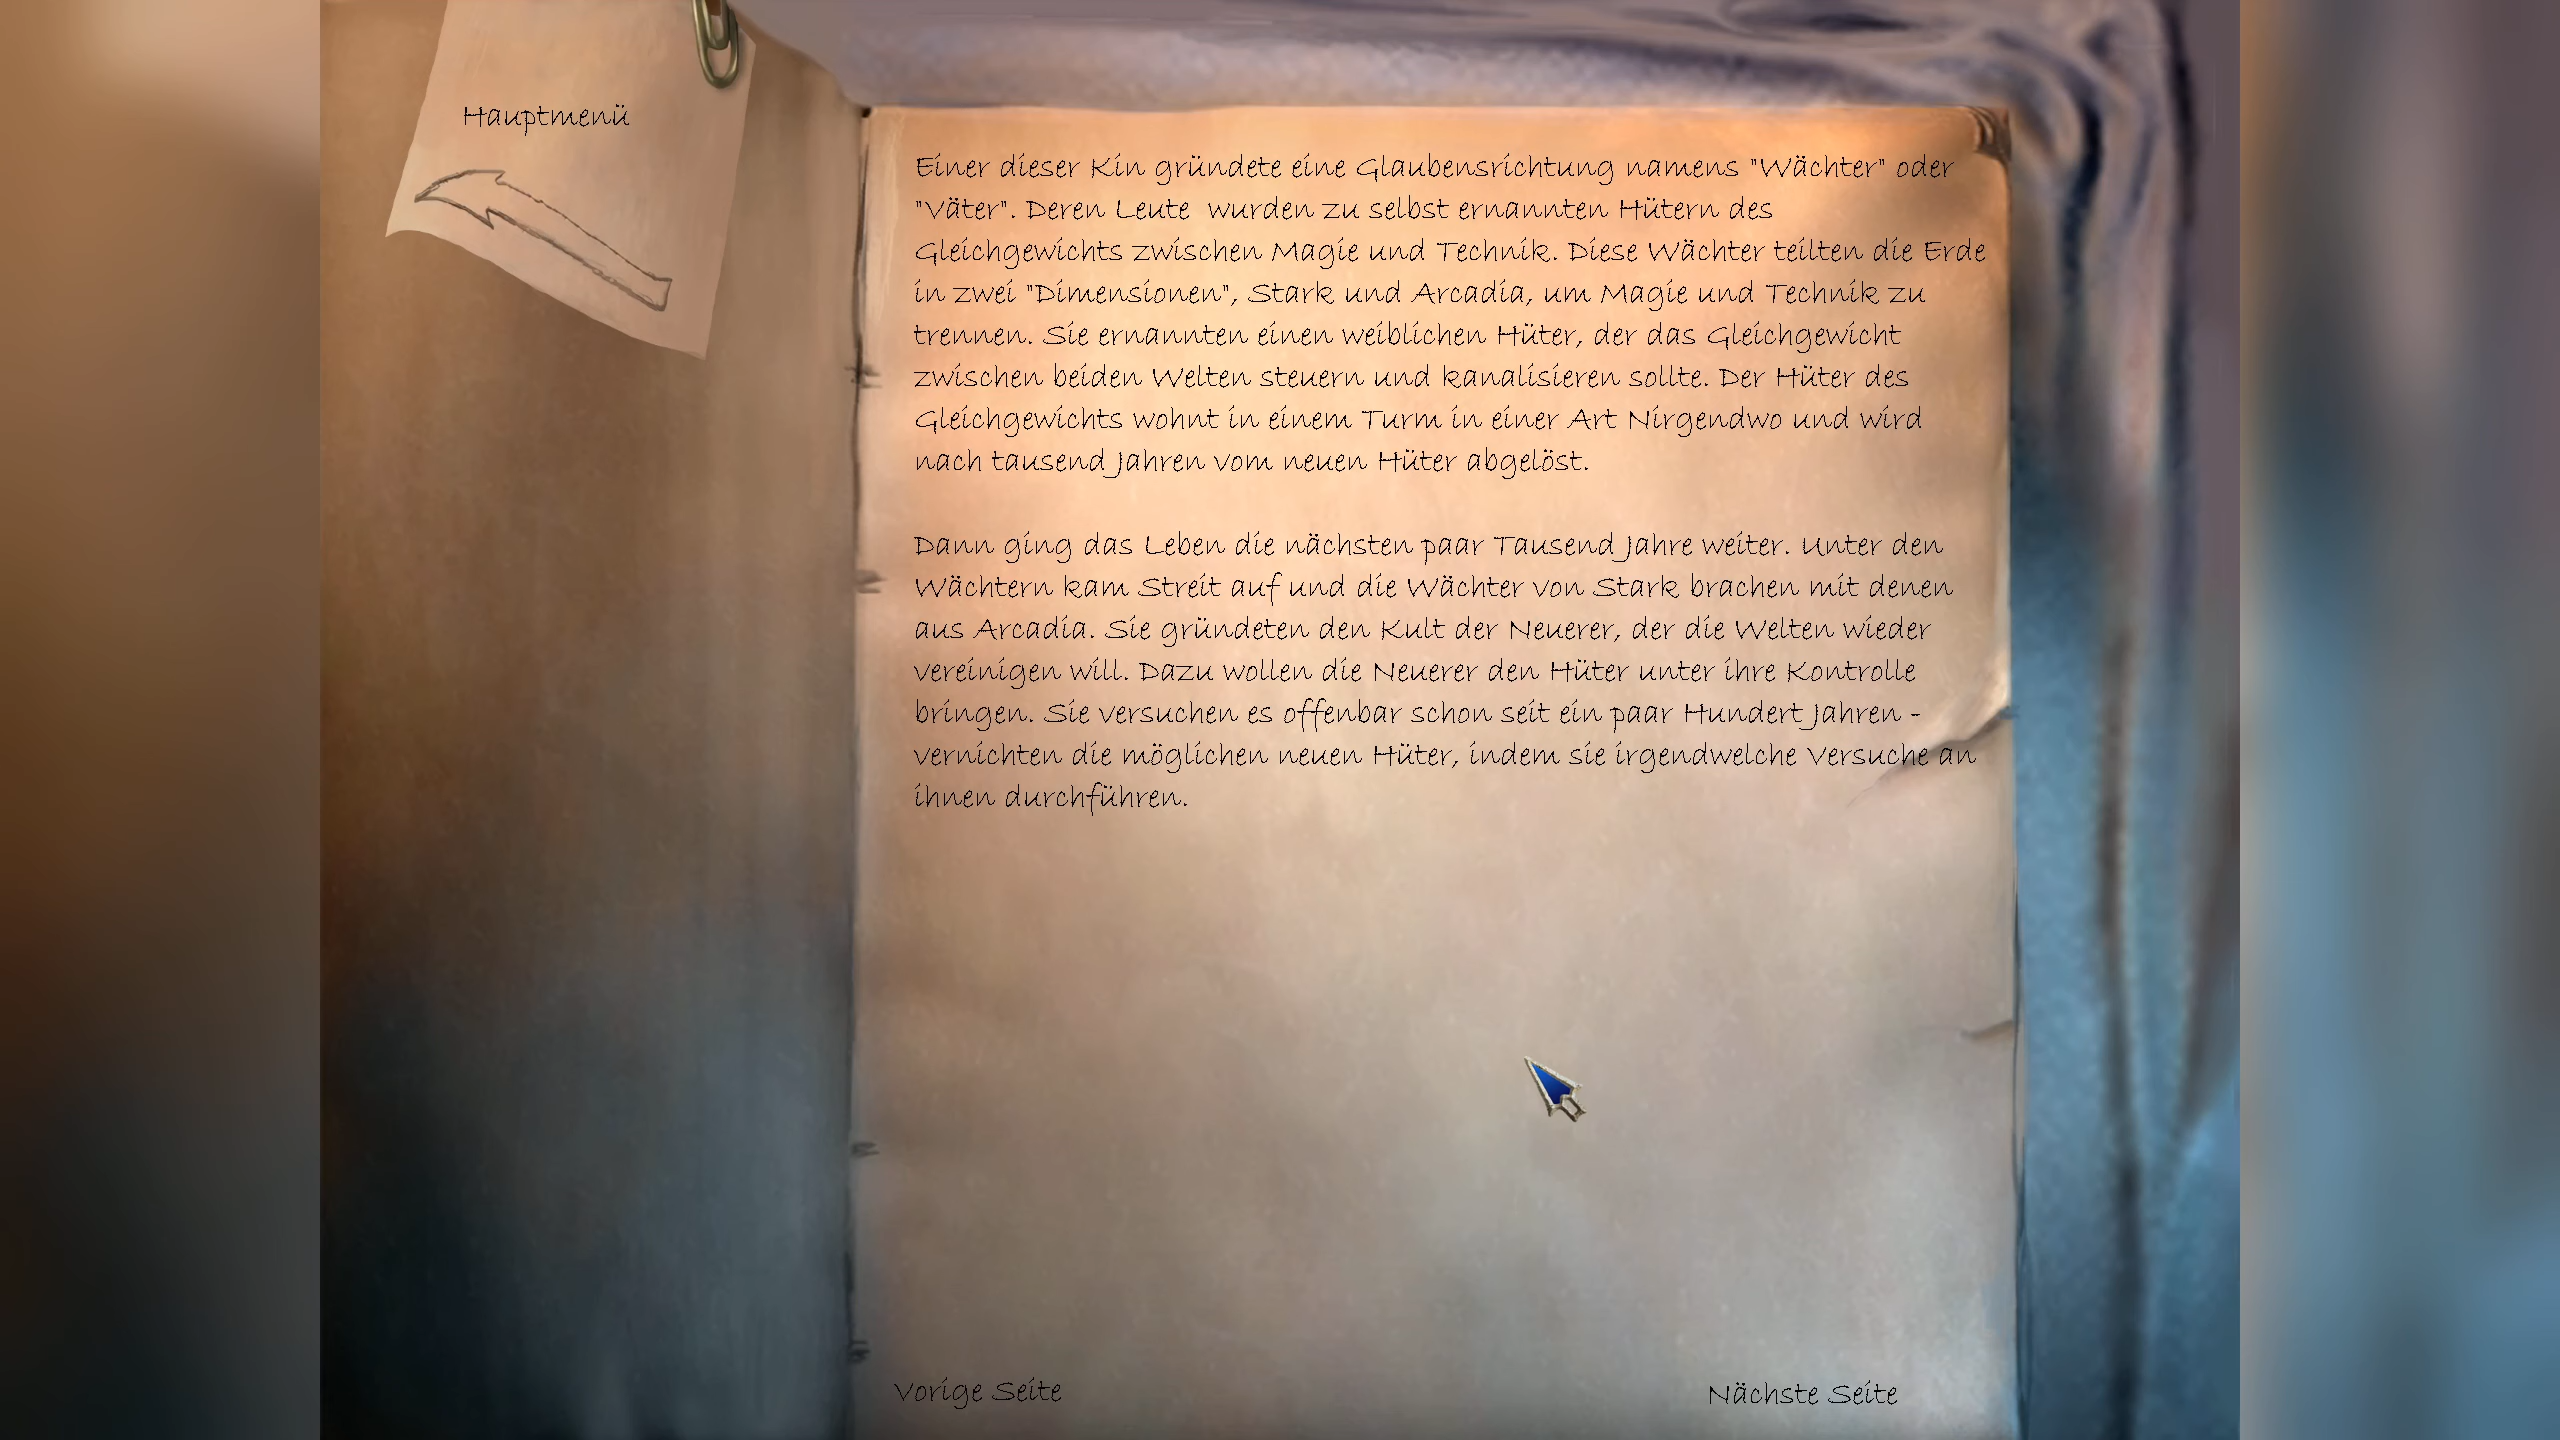 Hauptmenü
Einer dieser Kin gründete eine Glaubensrichtung namens "Wächter" oder
"Väter". Deren Leute  wurden zu selbst ernannten Hütern des
Gleichgewichts zwischen Magie und Technik. Diese Wächter teilten die Erde
in zwei "Dimensionen", Stark und Arcadia, um Magie und Technik zu
trennen. Sie ernannten einen weiblichen Hüter, der das Gleichgewicht
zwischen beiden Welten steuern und kanalisieren sollte. Der Hüter des
Gleichgewichts wohnt in einem Turm in einer Art Nirgendwo und wird
nach tausend Jahren vom neuen Hüter abgelöst.
Dann ging das Leben die nächsten paar Tausend Jahre weiter. Unter den
Wächtern kam Streit auf und die Wächter von Stark brachen mit denen
aus Arcadia. Sie gründeten den Kult der Neuerer, der die Welten wieder
vereinigen will. Dazu wollen die Neuerer den Hüter unter ihre Kontrolle
bringen. Sie versuchen es offenbar schon seit ein paar Hundert Jahren -
vernichten die möglichen neuen Hüter, indem sie irgendwelche Versuche an
ihnen durchführen.
Vorige Seite
Nächste Seite